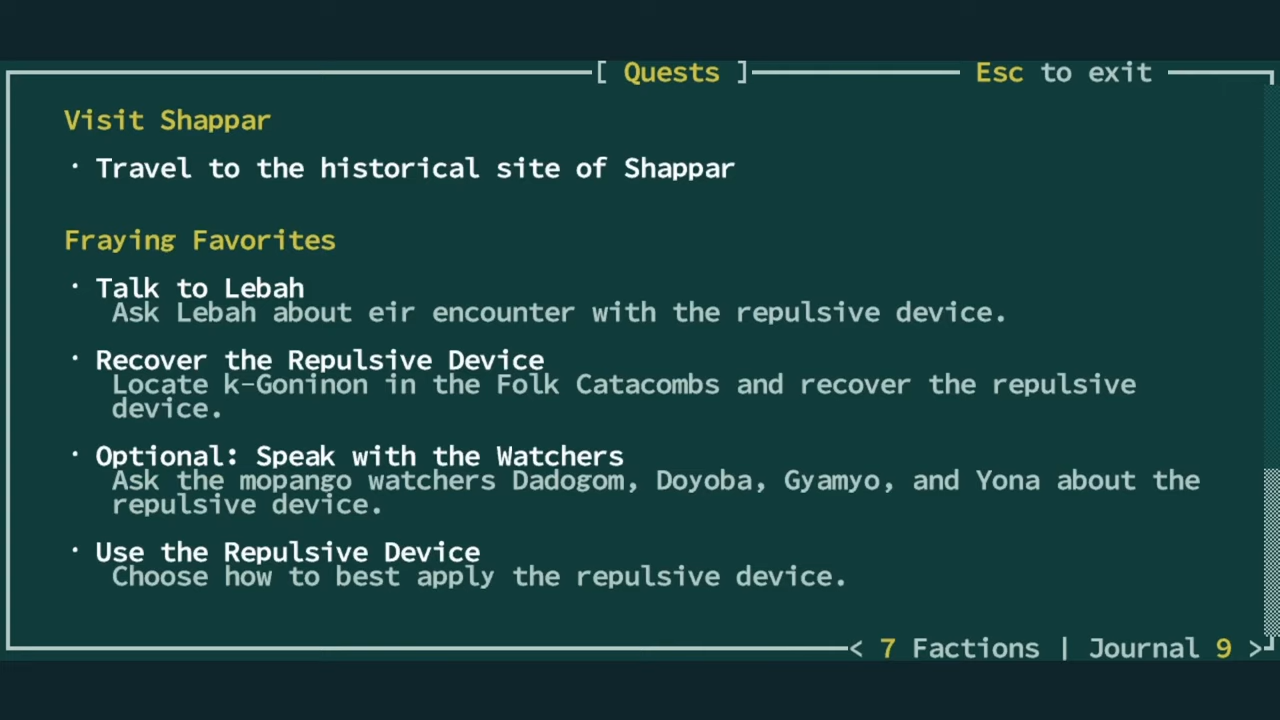 [ Quests ] Esc to exit
Visit Shappar
· Travel to the historical site of Shappar
Fraying Favorites
· Talk to Lebah
Ask Lebah about eir encounter with the repulsive device.
· Recover the Repulsive Device
Locate k-Goninon in the Folk Catacombs and recover the repulsive
device.
· Optional: Speak with the Watchers
Ask the mopango watchers Dadogom, Doyoba, Gyamyo, and Yona about the
repulsive device.
· Use the Repulsive Device
Choose how to best apply the repulsive device.
< 7 Factions | Journal 9 >